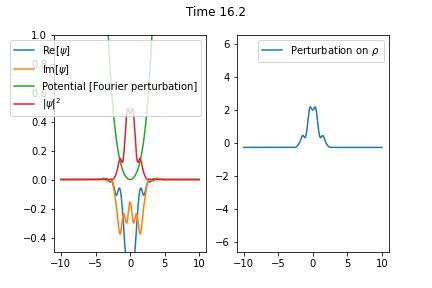 Time 16.2
Re[ψ]
Im[ψ]
Potential [Fourier perturbation]
|ψ|²
1.0
0.8
0.6
0.4
0.2
0.0
−0.2
−0.4
−10 −5 0 5 10
Perturbation on ρ
6
4
2
0
−2
−4
−6
−10 −5 0 5 10